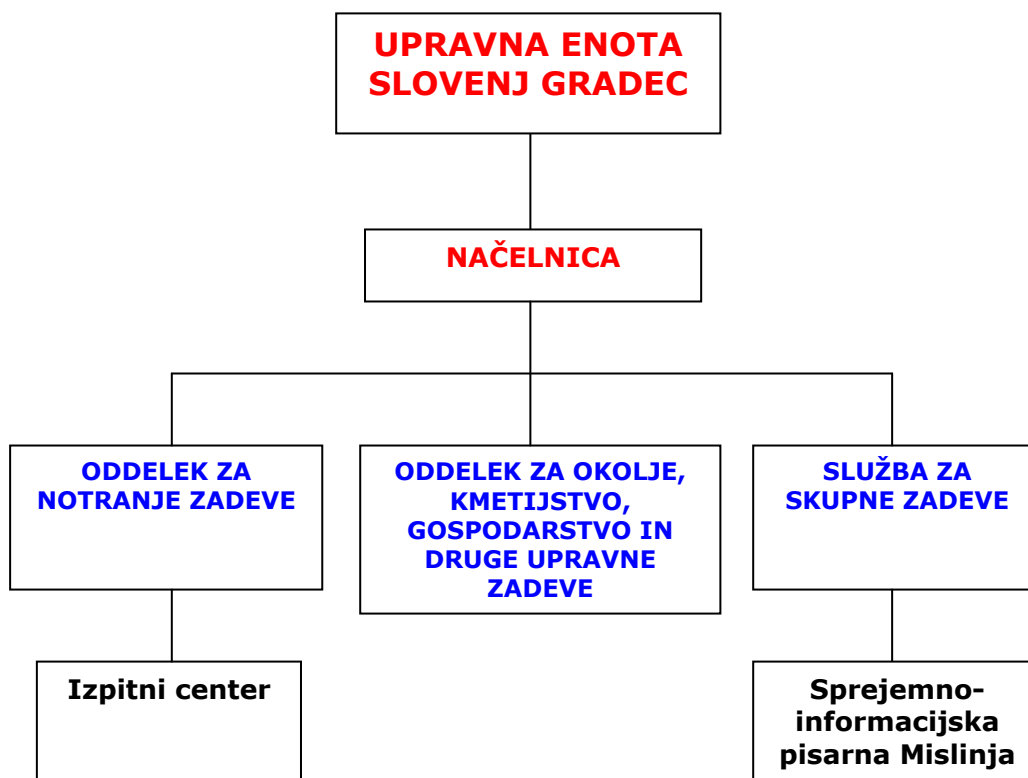 UPRAVNA ENOTA
SLOVENJ GRADEC
NAČELNICA
ODDELEK ZA
NOTRANJE ZADEVE
ODDELEK ZA OKOLJE,
KMETIJSTVO,
GOSPODARSTVO IN
DRUGE UPRAVNE
ZADEVE
SLUŽBA ZA
SKUPNE ZADEVE
Izpitni center
Sprejemno-
informacijska
pisarna Mislinja